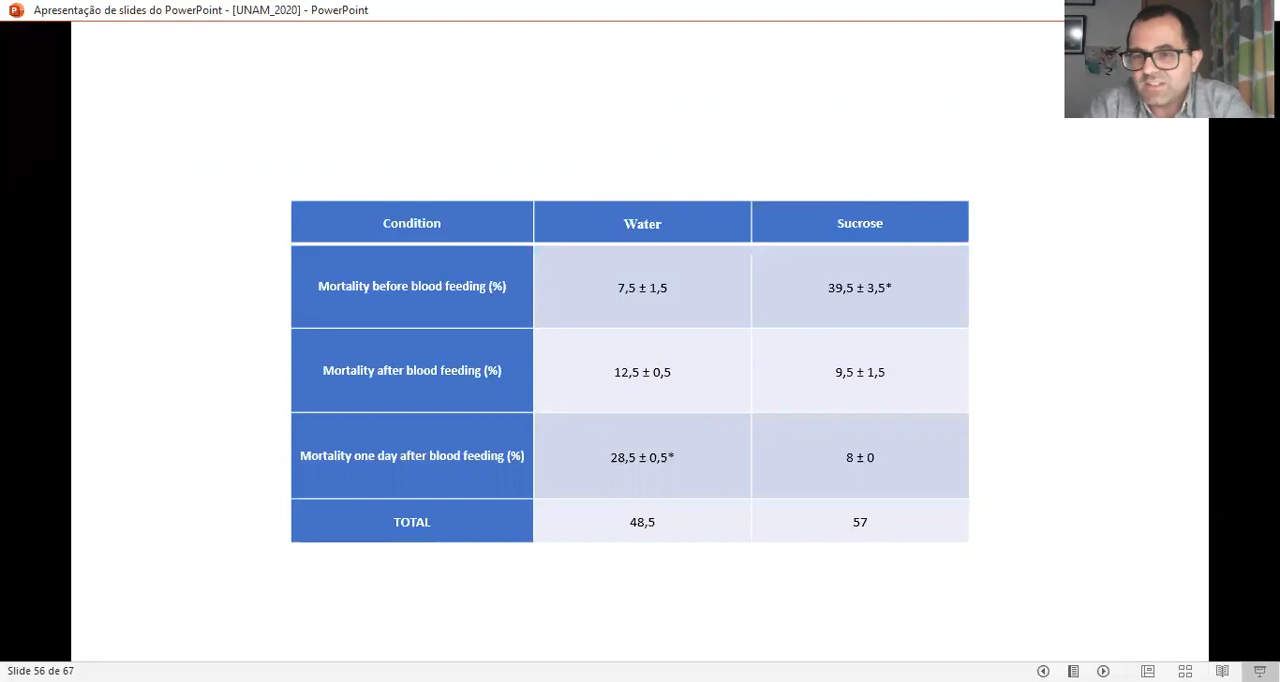 Apresentação de slides do PowerPoint - [UNAM_2020] - PowerPoint
Condition Water Sucrose
Mortality before blood feeding (%) 7,5 ± 1,5 39,5 ± 3,5*
Mortality after blood feeding (%) 12,5 ± 0,5 9,5 ± 1,5
Mortality one day after blood feeding (%) 28,5 ± 0,5* 8 ± 0
TOTAL 48,5 57
Slide 56 de 67